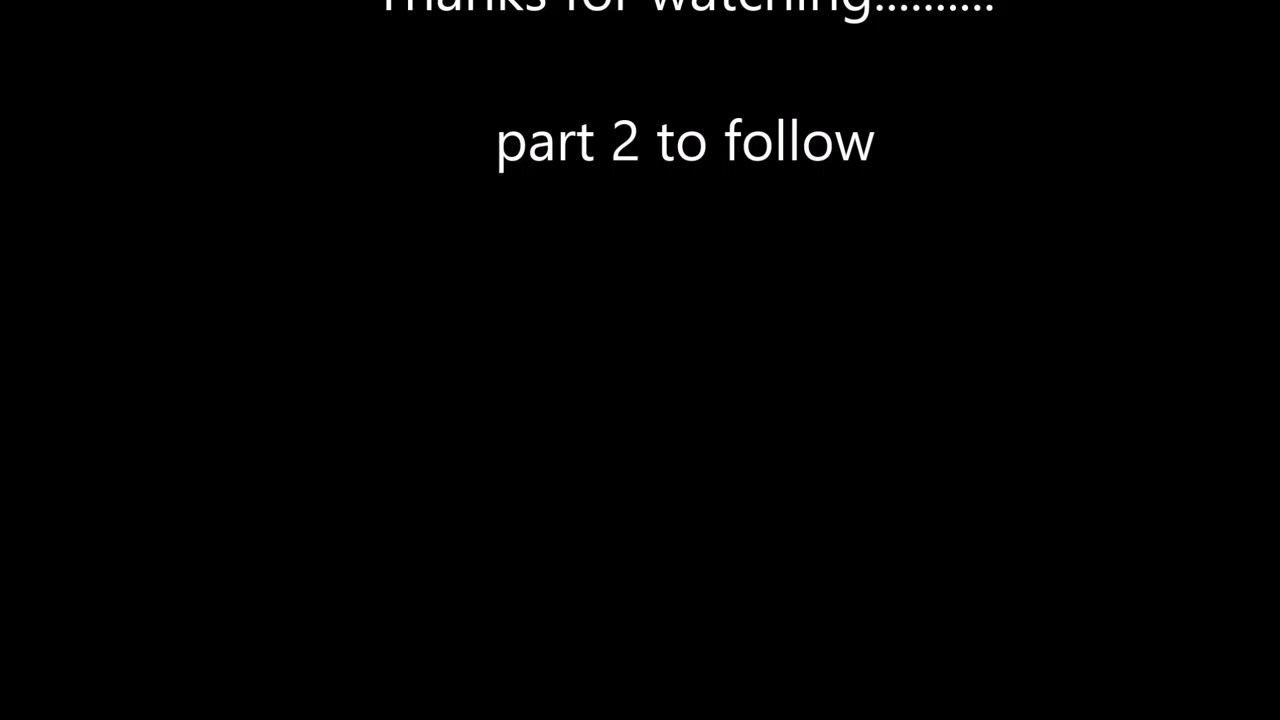 Thanks for watching..........
part 2 to follow